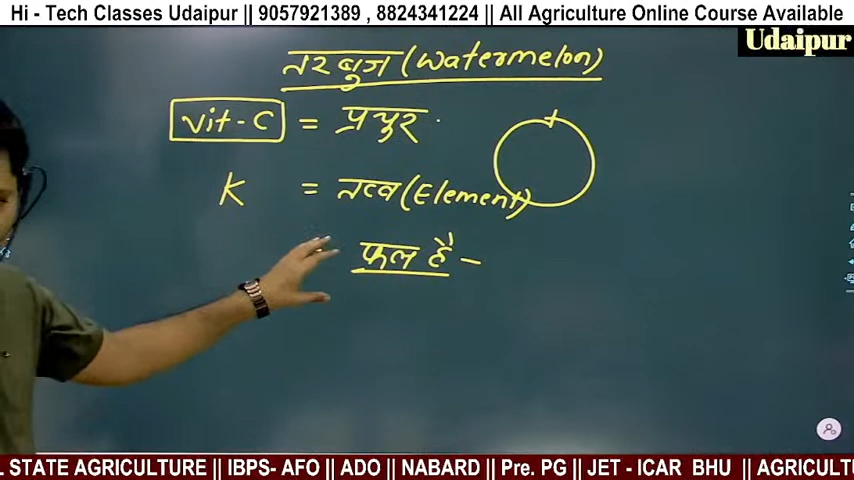 Hi - Tech Classes Udaipur || 9057921389 , 8824341224 || All Agriculture Online Course Available
Udaipur
तरबुज (Watermelon)
Vit - C = प्रचुर
K = तत्व (Element)
फल है -
L STATE AGRICULTURE || IBPS- AFO || ADO || NABARD || Pre. PG || JET - ICAR BHU || AGRICULTU